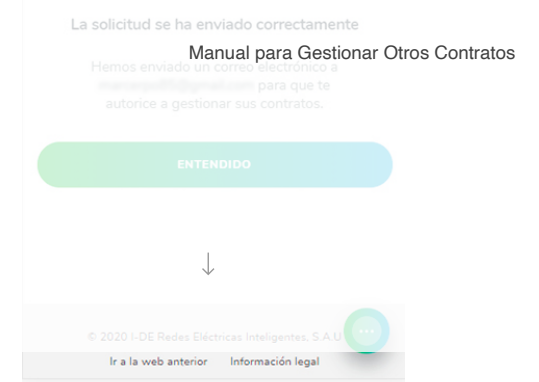 La solicitud se ha enviado correctamente
Manual para Gestionar Otros Contratos
Hemos enviado un correo electrónico a
para que te
autorice a gestionar sus contratos.
ENTENDIDO
© 2020 I-DE Redes Eléctricas Inteligentes, S.A.U
Ir a la web anterior Información legal